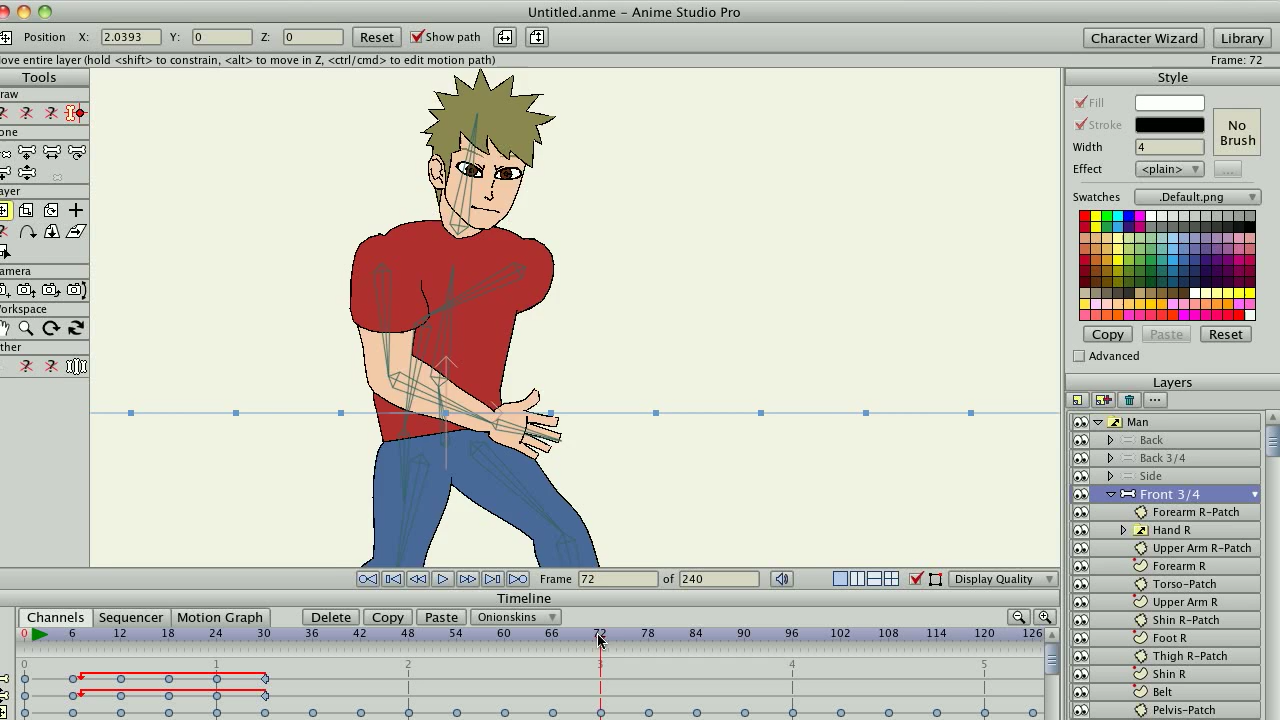 Untitled.anme – Anime Studio Pro
Position X: 2.0393 Y: 0 Z: 0 Reset Show path Character Wizard Library
ove entire layer (hold <shift> to constrain, <alt> to move in Z, <ctrl/cmd> to edit motion path) Frame: 72
Tools
raw
one
ayer
amera
orkspace
ther
Style
Fill
Stroke
No Brush
Width 4
Effect <plain> ...
Swatches .Default.png
Copy Paste Reset
Advanced
Layers
Man
Back
Back 3/4
Side
Front 3/4
Forearm R-Patch
Hand R
Upper Arm R-Patch
Forearm R
Torso-Patch
Upper Arm R
Shin R-Patch
Foot R
Thigh R-Patch
Shin R
Belt
Pelvis-Patch
Frame 72 of 240 Display Quality
Timeline
Channels Sequencer Motion Graph Delete Copy Paste Onionskins
0 6 12 18 24 30 36 42 48 54 60 66 72 78 84 90 96 102 108 114 120 126
0 1 2 3 4 5